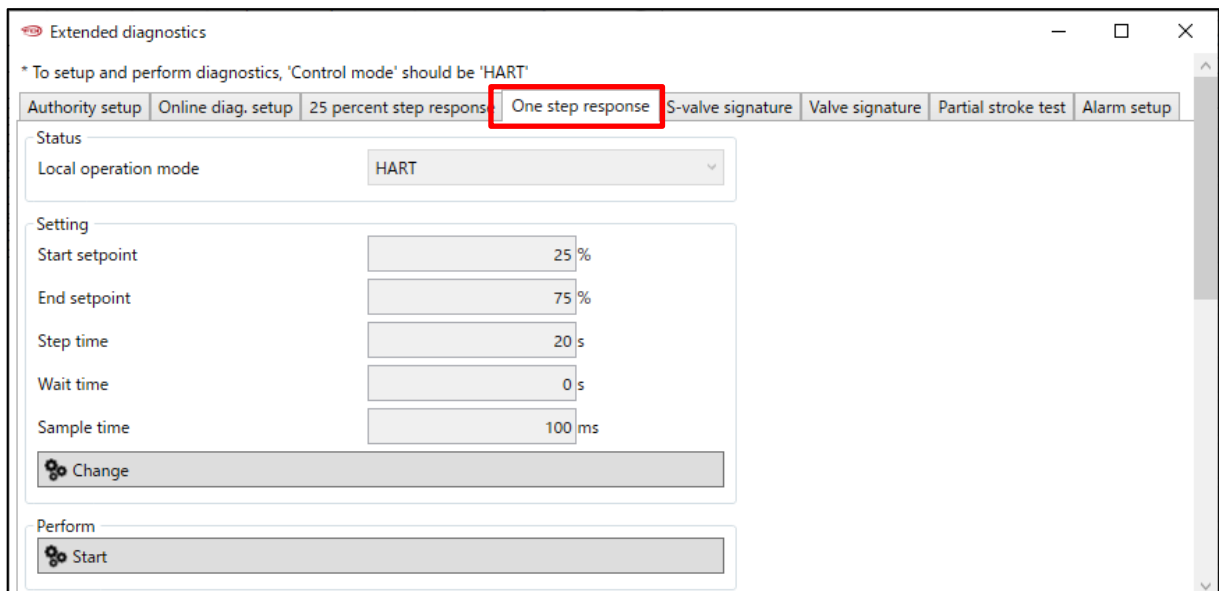 Extended diagnostics
* To setup and perform diagnostics, 'Control mode' should be 'HART'
Authority setup Online diag. setup 25 percent step response One step response S-valve signature Valve signature Partial stroke test Alarm setup
Status
Local operation mode HART
Setting
Start setpoint 25 %
End setpoint 75 %
Step time 20 s
Wait time 0 s
Sample time 100 ms
Change
Perform
Start